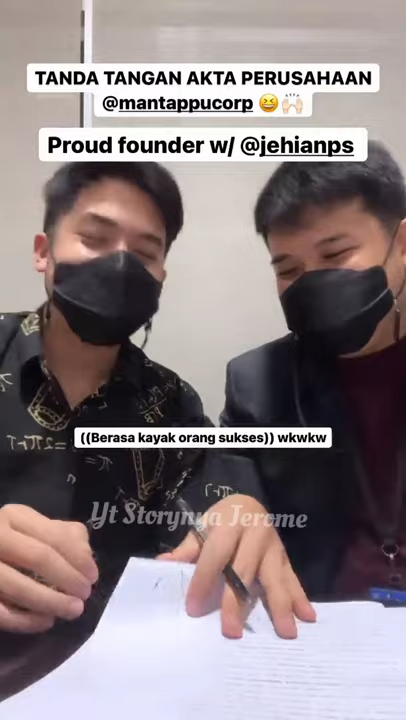 TANDA TANGAN AKTA PERUSAHAAN
@mantappucorp 😆🙌🏻
Proud founder w/ @jehianps
((Berasa kayak orang sukses)) wkwkw
Yt Storynya Jerome